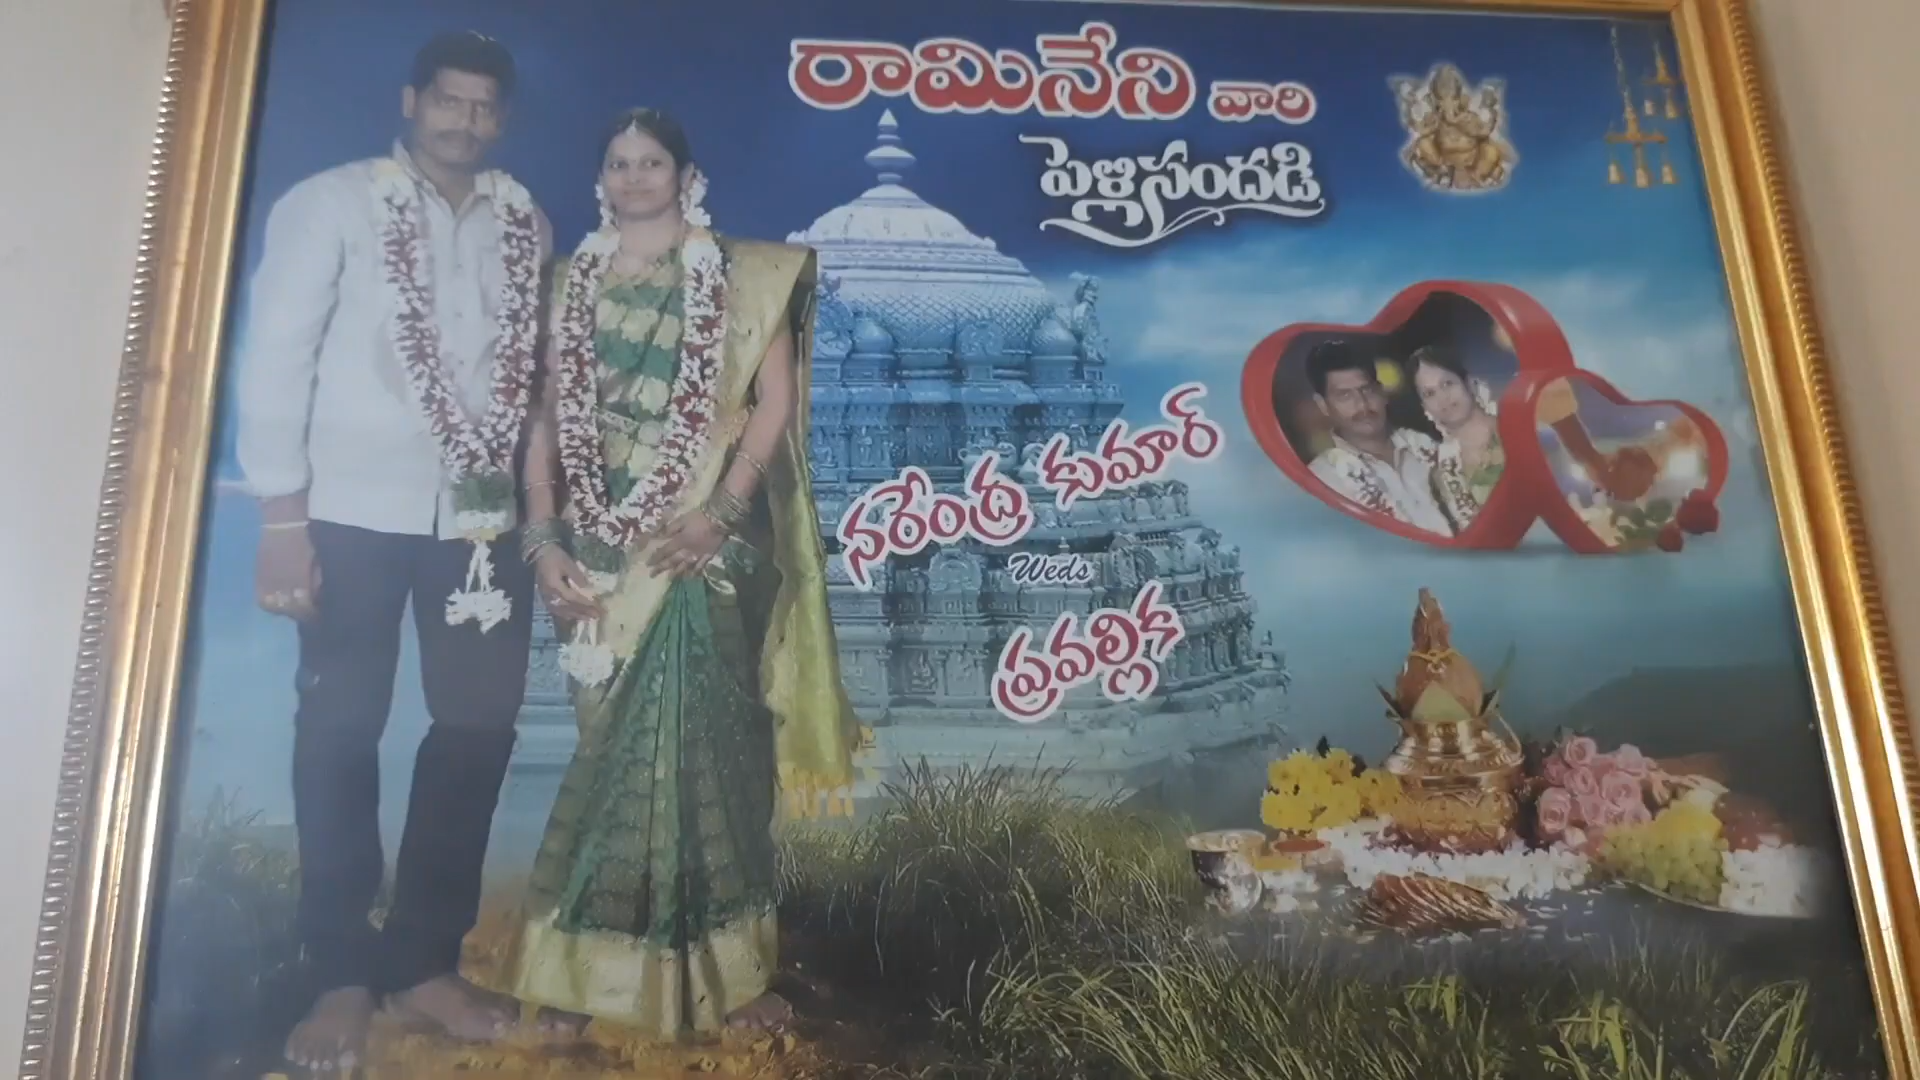 రామినేని వారి
పెళ్లిసందడి
నరేంద్ర కుమార్
Weds
ప్రవల్లిక